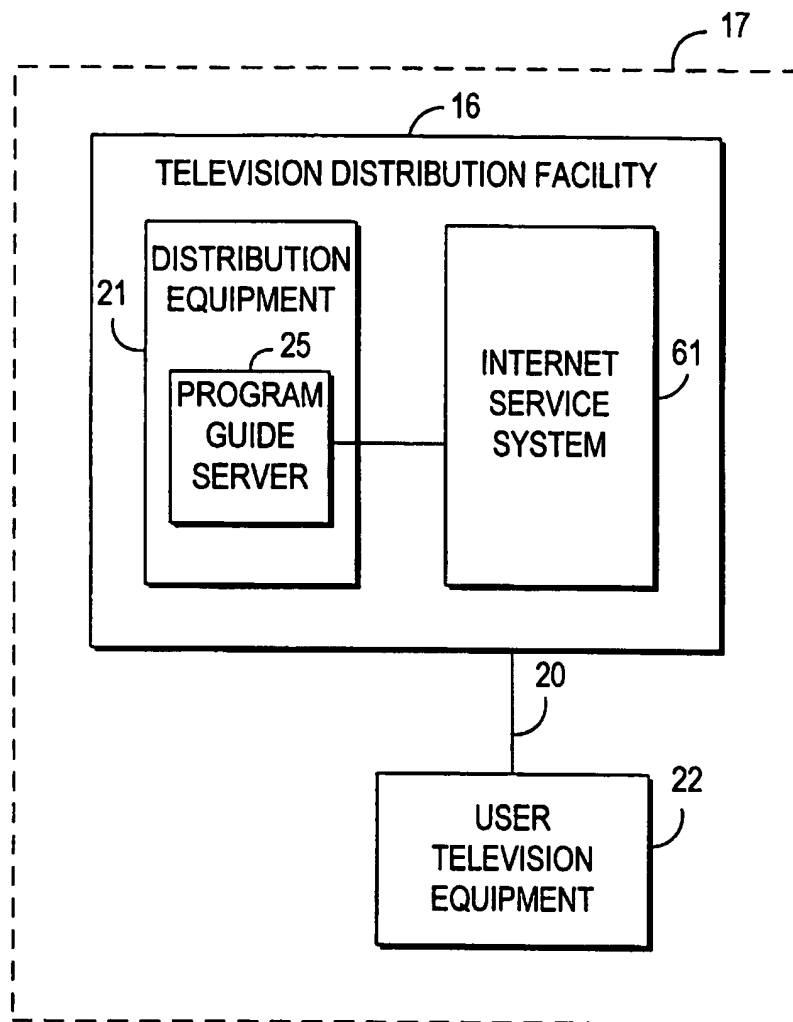 17
16
TELEVISION DISTRIBUTION FACILITY
DISTRIBUTION
EQUIPMENT
21
25
PROGRAM
GUIDE
SERVER
INTERNET
SERVICE
SYSTEM
61
20
22
USER
TELEVISION
EQUIPMENT